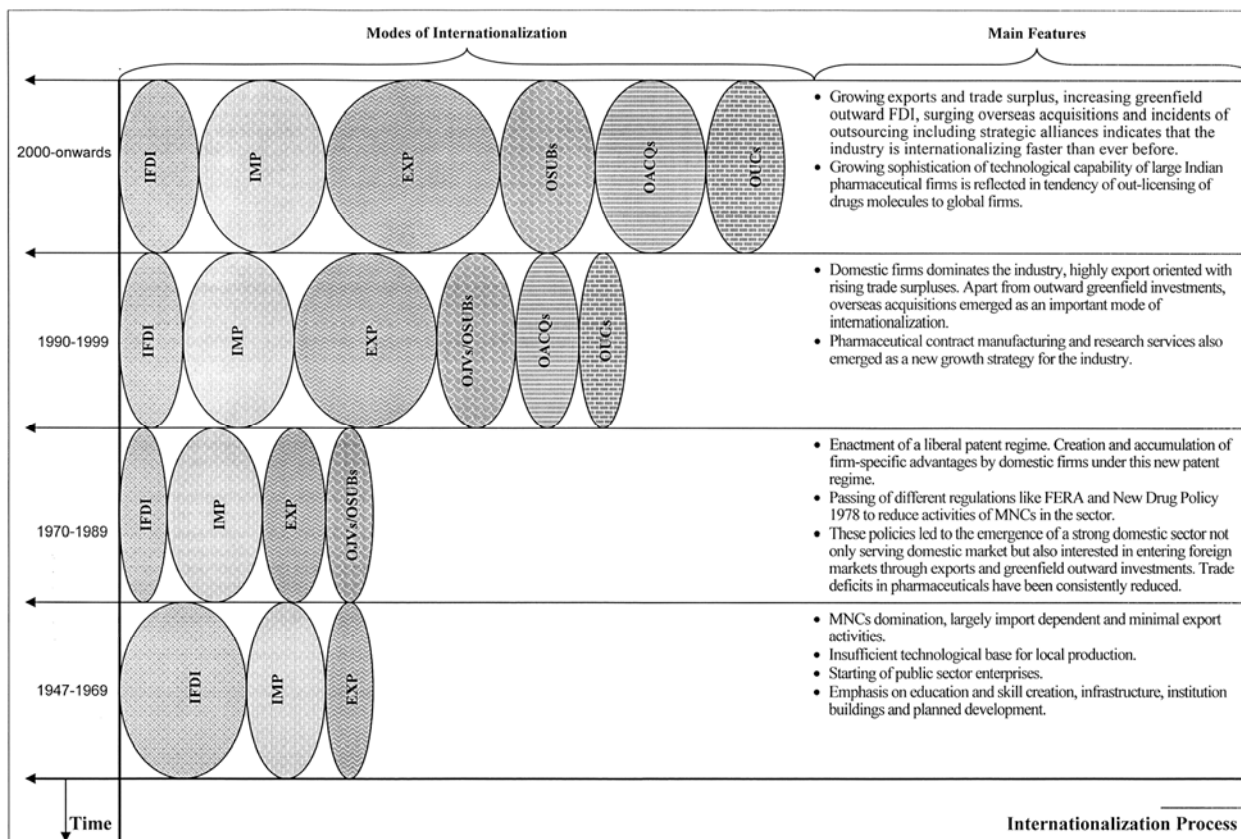 Modes of Internationalization
Main Features
2000-onwards
IFDI
IMP
EXP
OSUBs
OACQs
OUCs
• Growing exports and trade surplus, increasing greenfield
outward FDI, surging overseas acquisitions and incidents of
outsourcing including strategic alliances indicates that the
industry is internationalizing faster than ever before.
• Growing sophistication of technological capability of large Indian
pharmaceutical firms is reflected in tendency of out-licensing of
drugs molecules to global firms.
1990-1999
IFDI
IMP
EXP
OJVs/OSUBs
OACQs
OUCs
• Domestic firms dominates the industry, highly export oriented with
rising trade surpluses. Apart from outward greenfield investments,
overseas acquisitions emerged as an important mode of
internationalization.
• Pharmaceutical contract manufacturing and research services also
emerged as a new growth strategy for the industry.
1970-1989
IFDI
IMP
EXP
OJVs/OSUBs
• Enactment of a liberal patent regime. Creation and accumulation of
firm-specific advantages by domestic firms under this new patent
regime.
• Passing of different regulations like FERA and New Drug Policy
1978 to reduce activities of MNCs in the sector.
• These policies led to the emergence of a strong domestic sector not
only serving domestic market but also interested in entering foreign
markets through exports and greenfield outward investments. Trade
deficits in pharmaceuticals have been consistently reduced.
1947-1969
IFDI
IMP
EXP
• MNCs domination, largely import dependent and minimal export
activities.
• Insufficient technological base for local production.
• Starting of public sector enterprises.
• Emphasis on education and skill creation, infrastructure, institution
buildings and planned development.
Time
Internationalization Process